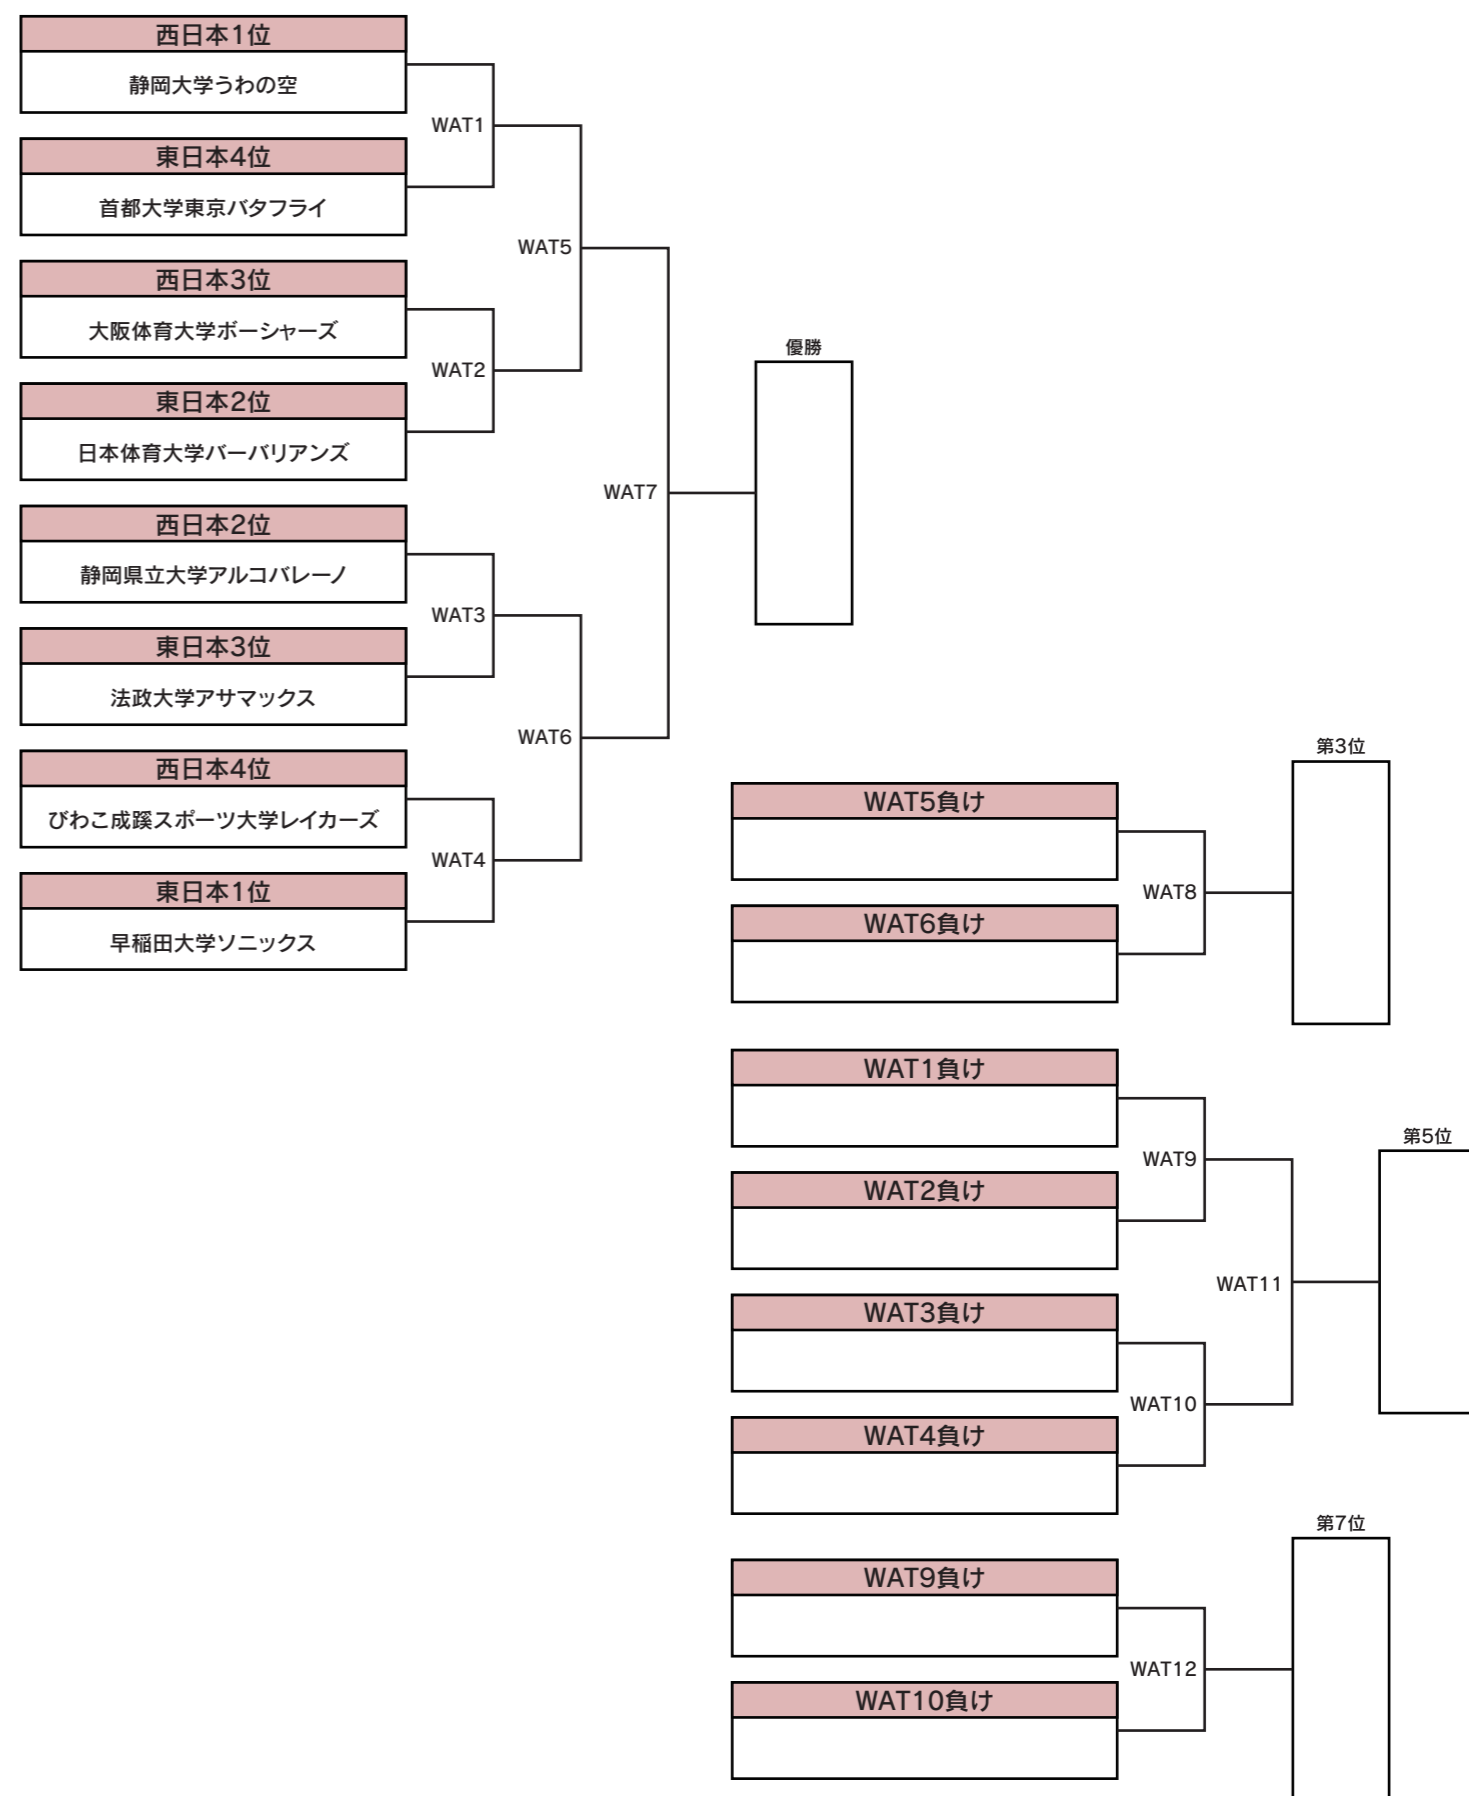 西日本1位
静岡大学うわの空
WAT1
東日本4位
首都大学東京バタフライ
WAT5
西日本3位
大阪体育大学ボーシャーズ
WAT2
東日本2位
日本体育大学バーバリアンズ
優勝
WAT7
西日本2位
静岡県立大学アルコバレーノ
WAT3
東日本3位
法政大学アサマックス
WAT6
西日本4位
びわこ成蹊スポーツ大学レイカーズ
WAT4
東日本1位
早稲田大学ソニックス
第3位
WAT5負け
WAT8
WAT6負け
WAT1負け
第5位
WAT9
WAT2負け
WAT11
WAT3負け
WAT10
WAT4負け
第7位
WAT9負け
WAT12
WAT10負け